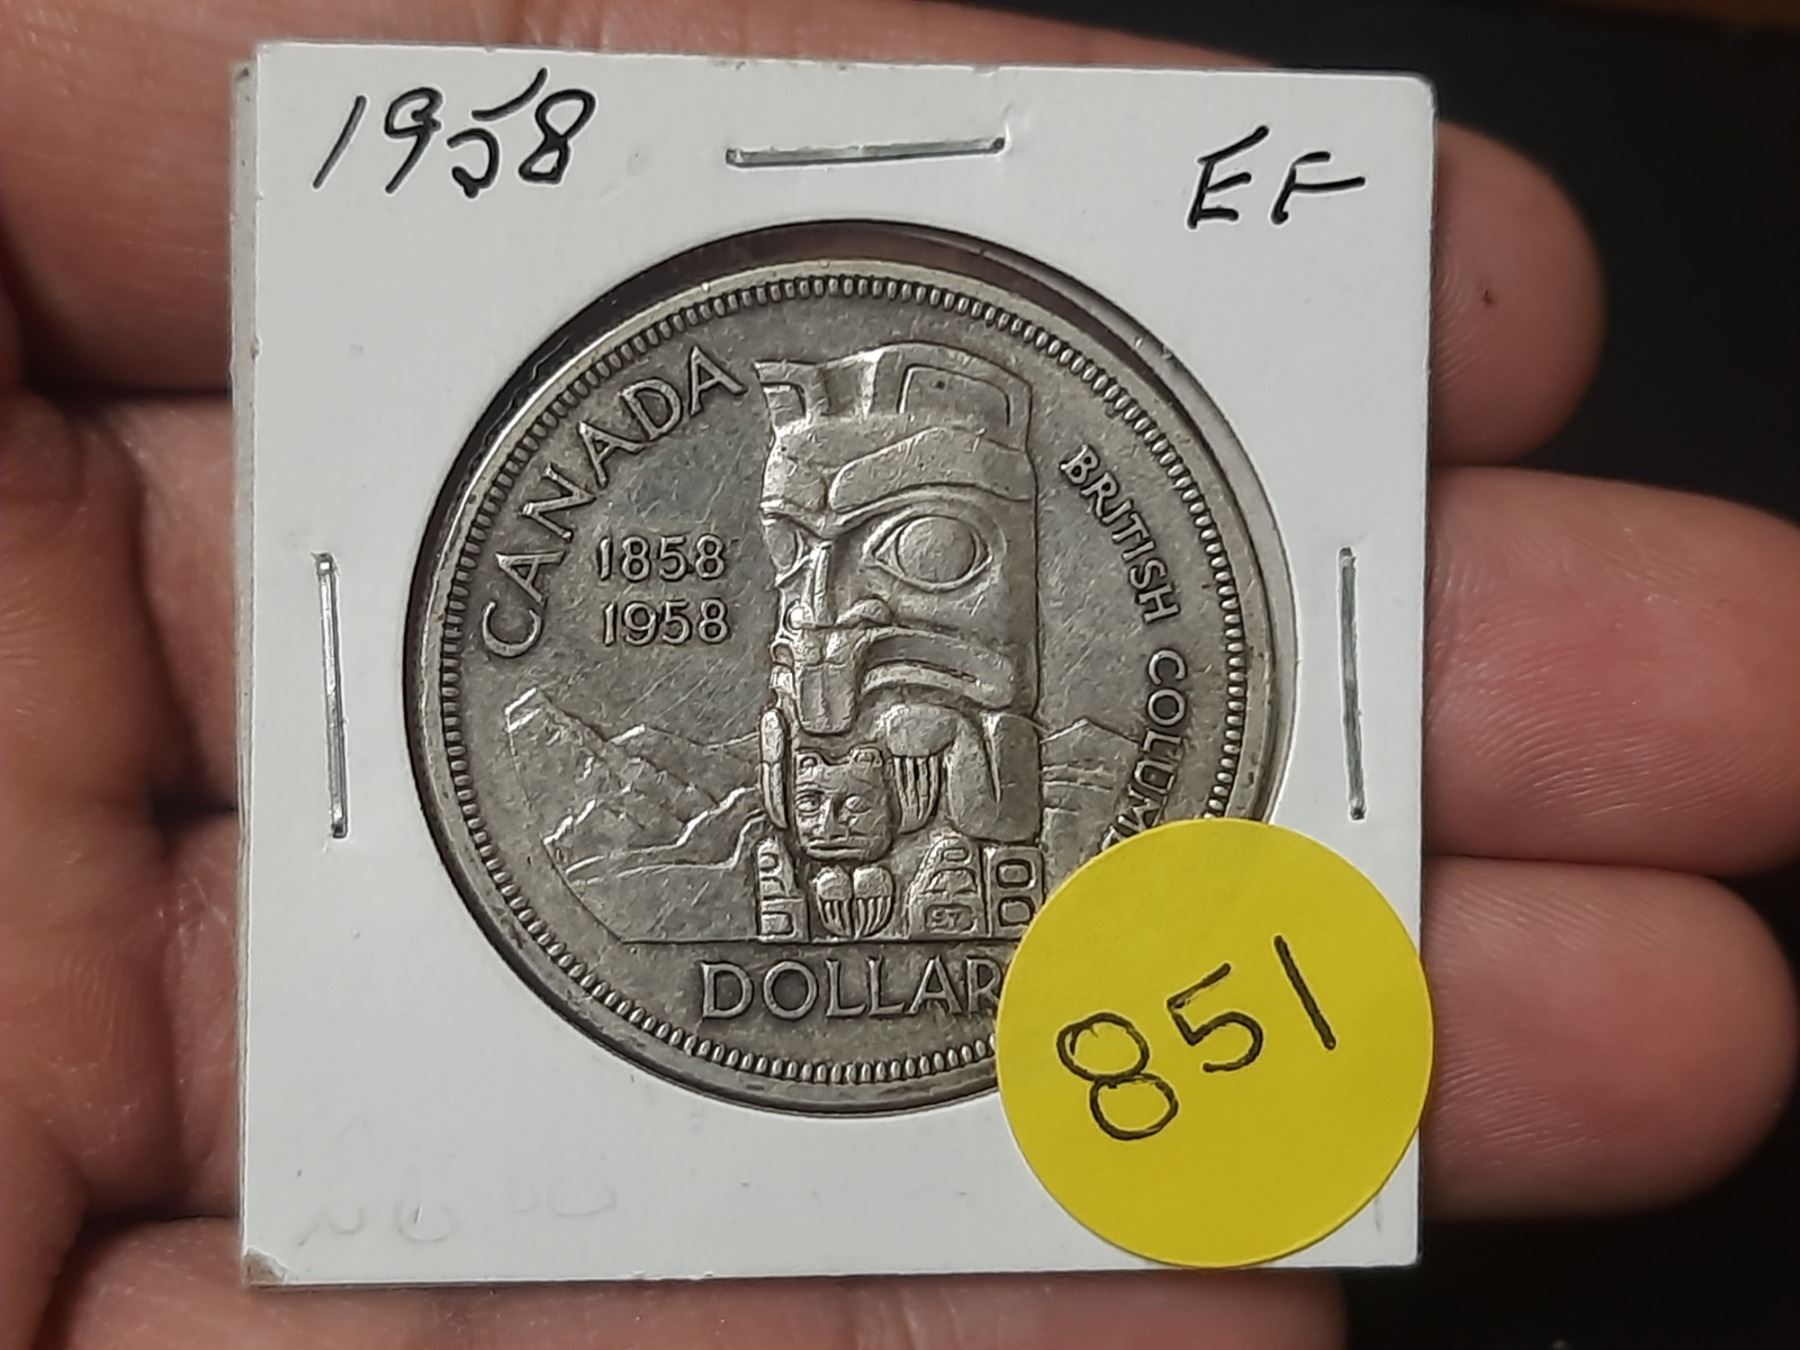 1958
EF
CANADA
1858
1958
BRITISH COLUM
DOLLAR
851